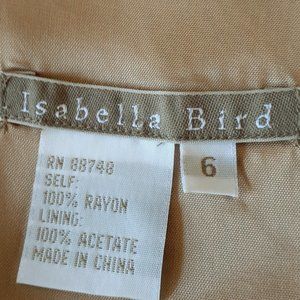 Isabella Bird
6
RN 88748
SELF:
100% RAYON
LINING:
100% ACETATE
MADE IN CHINA